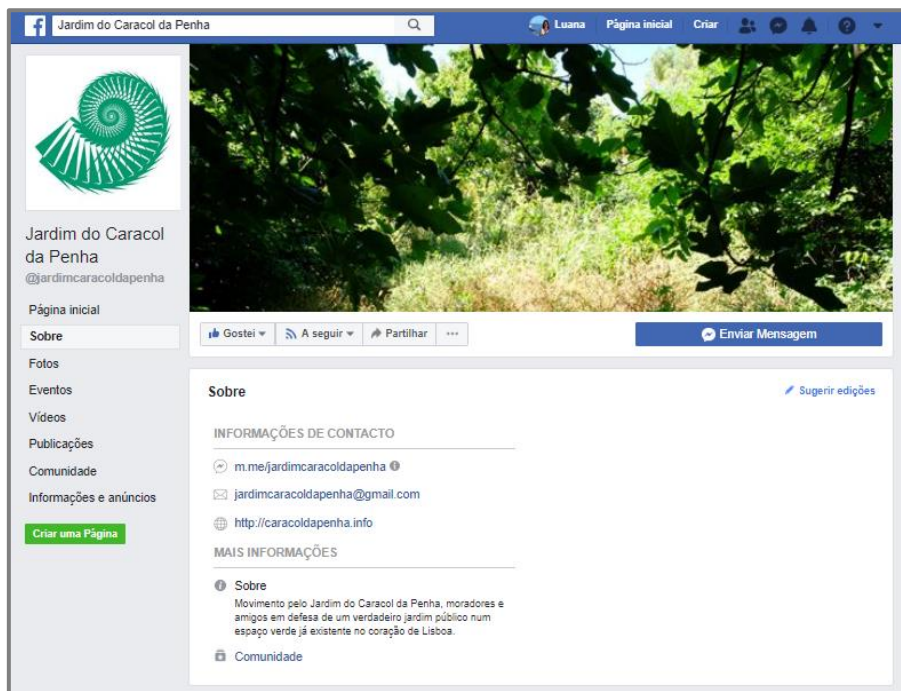 Jardim do Caracol da Penha
Luana Página inicial Criar
Jardim do Caracol
da Penha
@jardimcaracoldapenha
Página inicial
Sobre
Fotos
Eventos
Vídeos
Publicações
Comunidade
Informações e anúncios
Criar uma Página
Gostei A seguir Partilhar ...
Enviar Mensagem
Sobre
Sugerir edições
INFORMAÇÕES DE CONTACTO
m.me/jardimcaracoldapenha
jardimcaracoldapenha@gmail.com
http://caracoldapenha.info
MAIS INFORMAÇÕES
Sobre
Movimento pelo Jardim do Caracol da Penha, moradores e
amigos em defesa de um verdadeiro jardim público num
espaço verde já existente no coração de Lisboa.
Comunidade